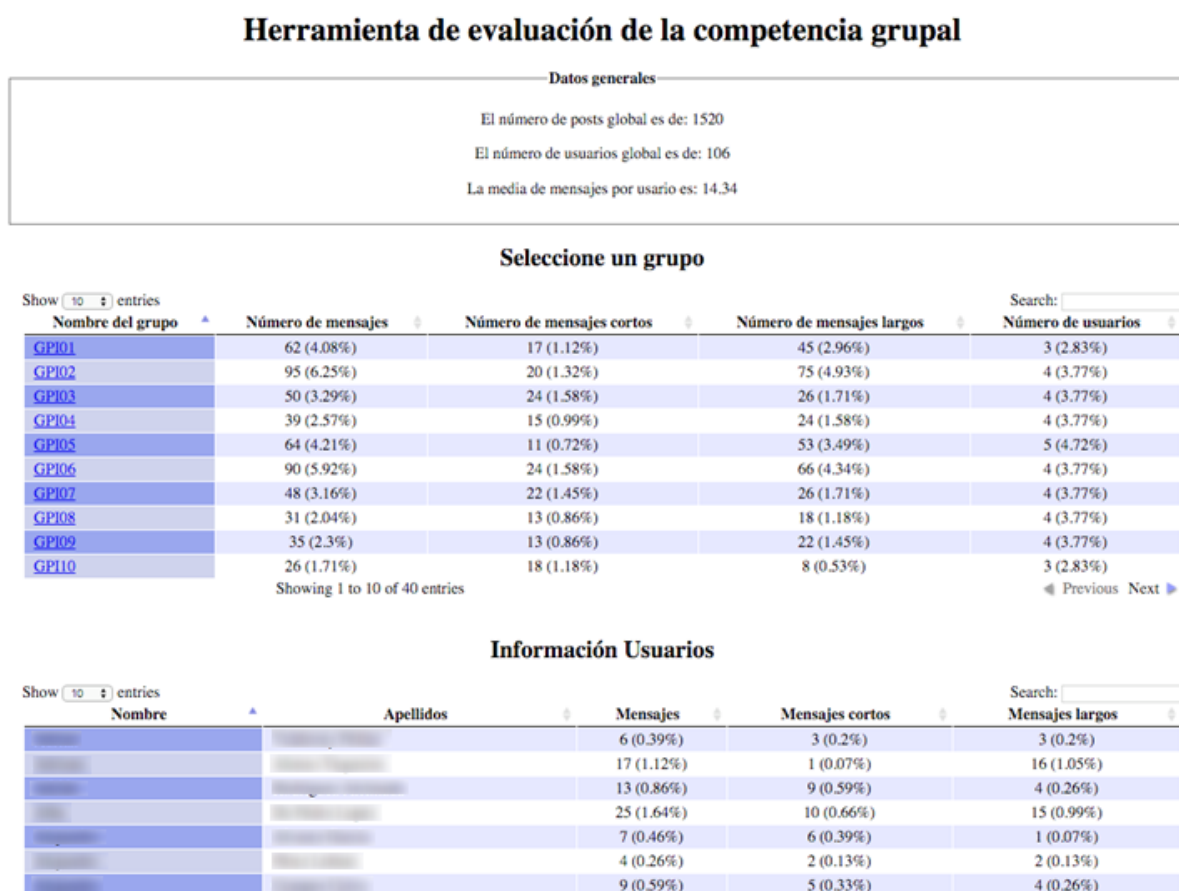 Herramienta de evaluación de la competencia grupal
Datos generales
El número de posts global es de: 1520
El número de usuarios global es de: 106
La media de mensajes por usario es: 14.34
Seleccione un grupo
Show 10 entries Search:
Nombre del grupo Número de mensajes Número de mensajes cortos Número de mensajes largos Número de usuarios
GPI01 62 (4.08%) 17 (1.12%) 45 (2.96%) 3 (2.83%)
GPI02 95 (6.25%) 20 (1.32%) 75 (4.93%) 4 (3.77%)
GPI03 50 (3.29%) 24 (1.58%) 26 (1.71%) 4 (3.77%)
GPI04 39 (2.57%) 15 (0.99%) 24 (1.58%) 4 (3.77%)
GPI05 64 (4.21%) 11 (0.72%) 53 (3.49%) 5 (4.72%)
GPI06 90 (5.92%) 24 (1.58%) 66 (4.34%) 4 (3.77%)
GPI07 48 (3.16%) 22 (1.45%) 26 (1.71%) 4 (3.77%)
GPI08 31 (2.04%) 13 (0.86%) 18 (1.18%) 4 (3.77%)
GPI09 35 (2.3%) 13 (0.86%) 22 (1.45%) 4 (3.77%)
GPI10 26 (1.71%) 18 (1.18%) 8 (0.53%) 3 (2.83%)
Showing 1 to 10 of 40 entries Previous Next
Información Usuarios
Show 10 entries Search:
Nombre Apellidos Mensajes Mensajes cortos Mensajes largos
6 (0.39%) 3 (0.2%) 3 (0.2%)
17 (1.12%) 1 (0.07%) 16 (1.05%)
13 (0.86%) 9 (0.59%) 4 (0.26%)
25 (1.64%) 10 (0.66%) 15 (0.99%)
7 (0.46%) 6 (0.39%) 1 (0.07%)
4 (0.26%) 2 (0.13%) 2 (0.13%)
9 (0.59%) 5 (0.33%) 4 (0.26%)